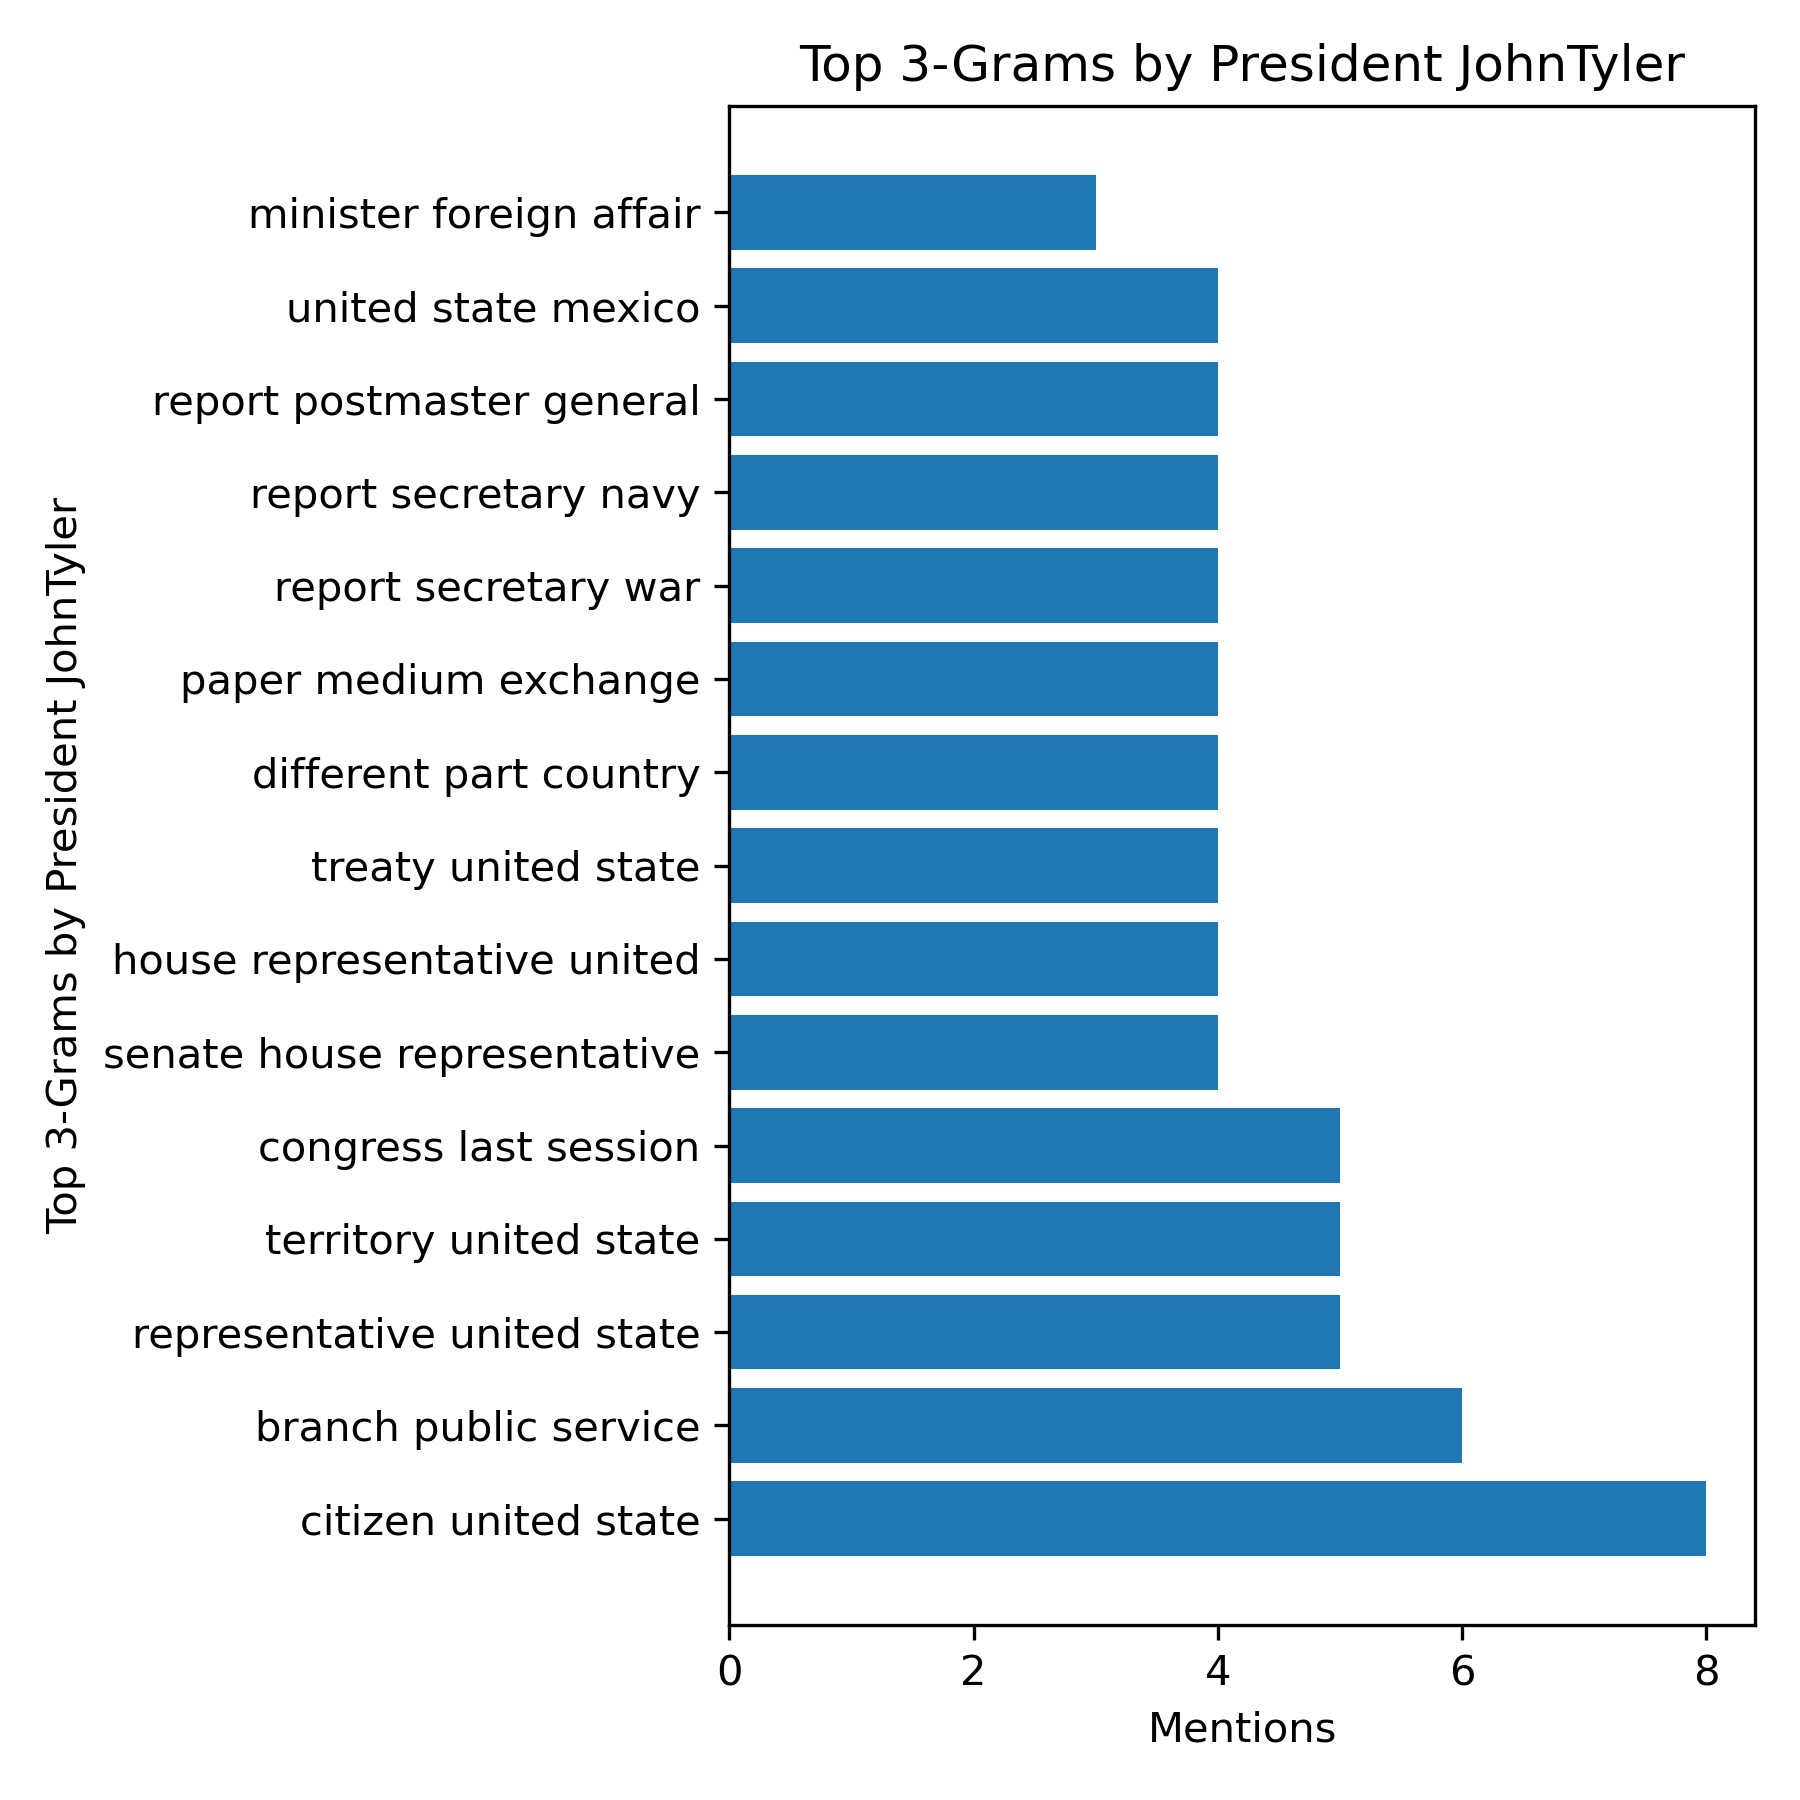 Top 3-Grams by President JohnTyler
Top 3-Grams by President JohnTyler
minister foreign affair
united state mexico
report postmaster general
report secretary navy
report secretary war
paper medium exchange
different part country
treaty united state
house representative united
senate house representative
congress last session
territory united state
representative united state
branch public service
citizen united state
0 2 4 6 8
Mentions